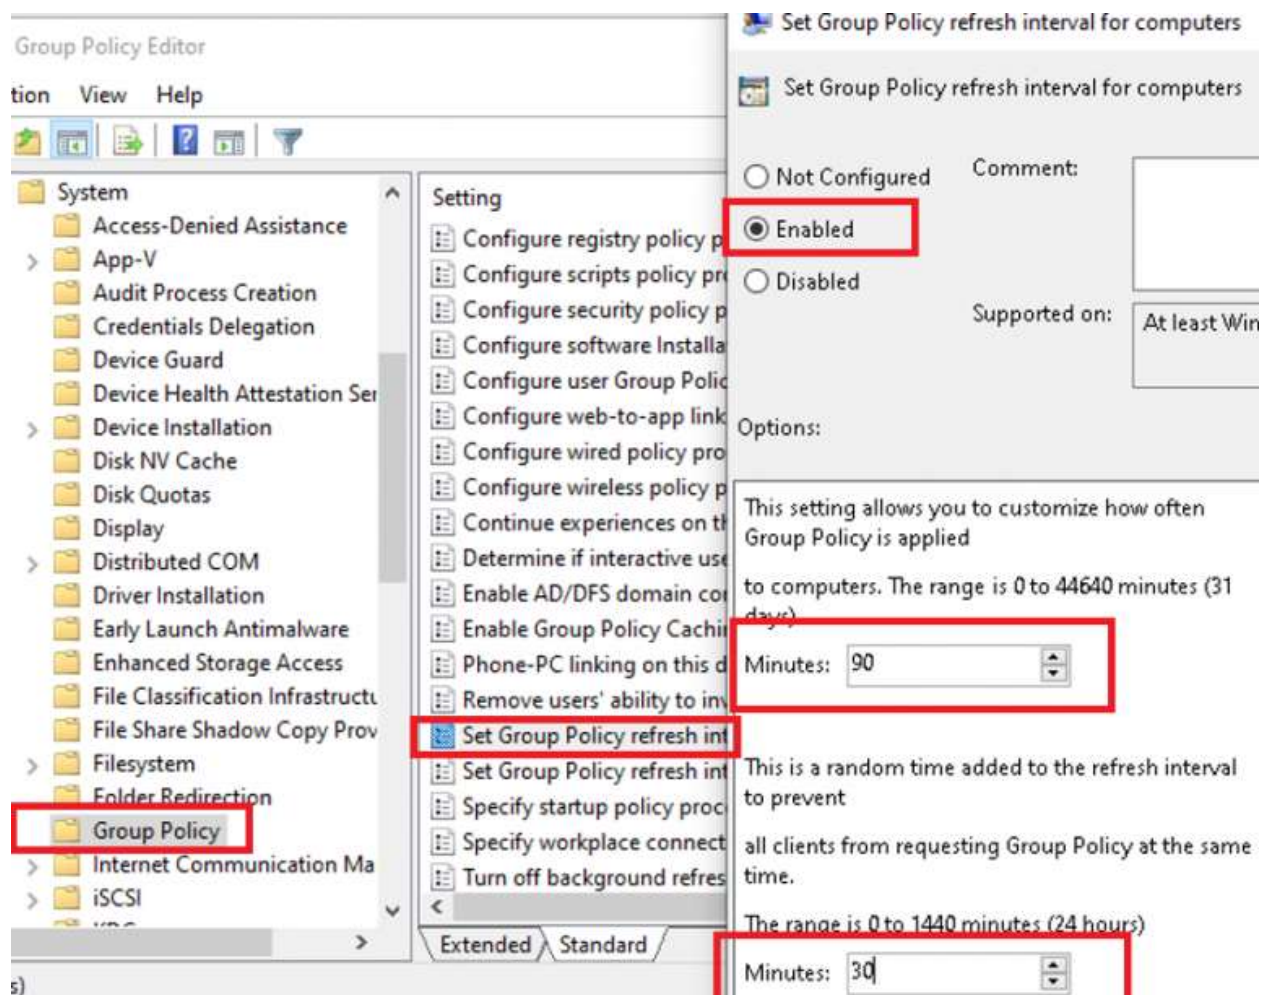 Group Policy Editor
tion View Help
System
Access-Denied Assistance
App-V
Audit Process Creation
Credentials Delegation
Device Guard
Device Health Attestation Ser
Device Installation
Disk NV Cache
Disk Quotas
Display
Distributed COM
Driver Installation
Early Launch Antimalware
Enhanced Storage Access
File Classification Infrastructu
File Share Shadow Copy Prov
Filesystem
Folder Redirection
Group Policy
Internet Communication Ma
iSCSI
s)
Setting
Configure registry policy p
Configure scripts policy pro
Configure security policy p
Configure software Installa
Configure user Group Polic
Configure web-to-app link
Configure wired policy pro
Configure wireless policy p
Continue experiences on th
Determine if interactive use
Enable AD/DFS domain cor
Enable Group Policy Cachi
Phone-PC linking on this d
Remove users' ability to inv
Set Group Policy refresh int
Set Group Policy refresh int
Specify startup policy proc
Specify workplace connect
Turn off background refres
Extended Standard
Set Group Policy refresh interval for computers
Set Group Policy refresh interval for computers
Not Configured
Comment:
Enabled
Disabled
Supported on:
At least Win
Options:
This setting allows you to customize how often
Group Policy is applied
to computers. The range is 0 to 44640 minutes (31
days)
Minutes: 90
This is a random time added to the refresh interval
to prevent
all clients from requesting Group Policy at the same
time.
The range is 0 to 1440 minutes (24 hours)
Minutes: 30